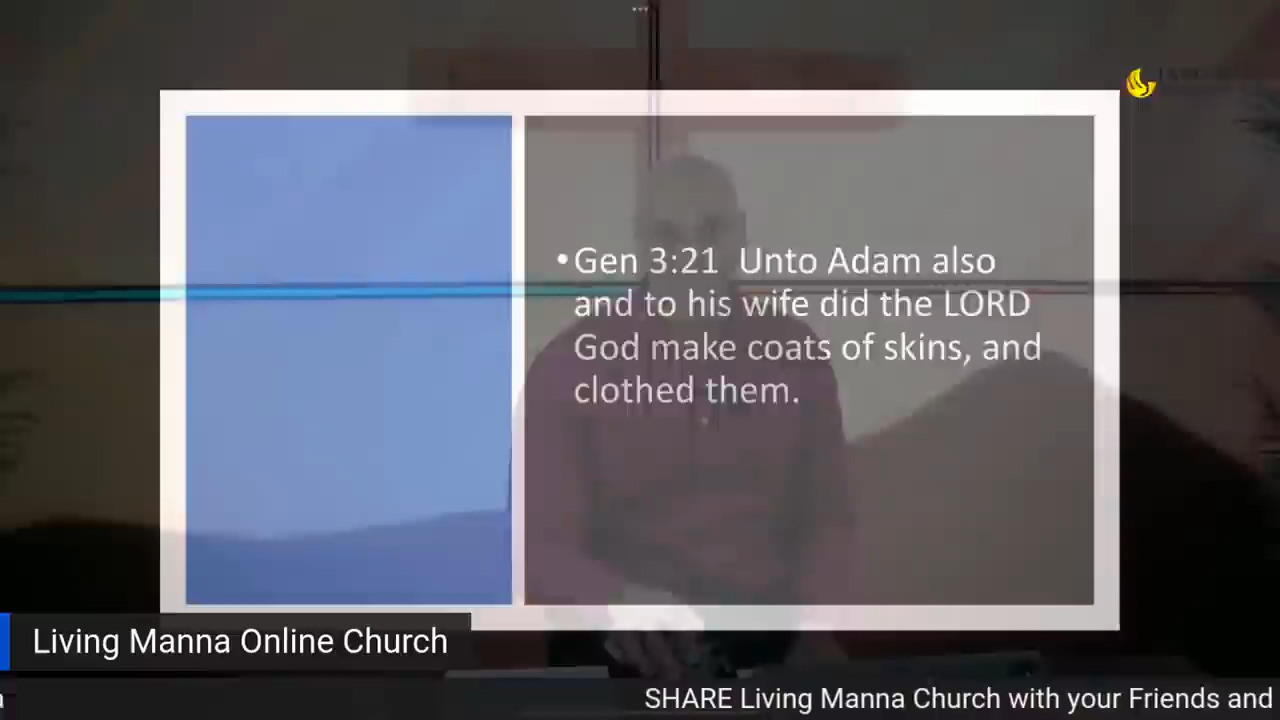 •Gen 3:21  Unto Adam also
and to his wife did the LORD
God make coats of skins, and
clothed them.
Living Manna Online Church
SHARE Living Manna Church with your Friends and